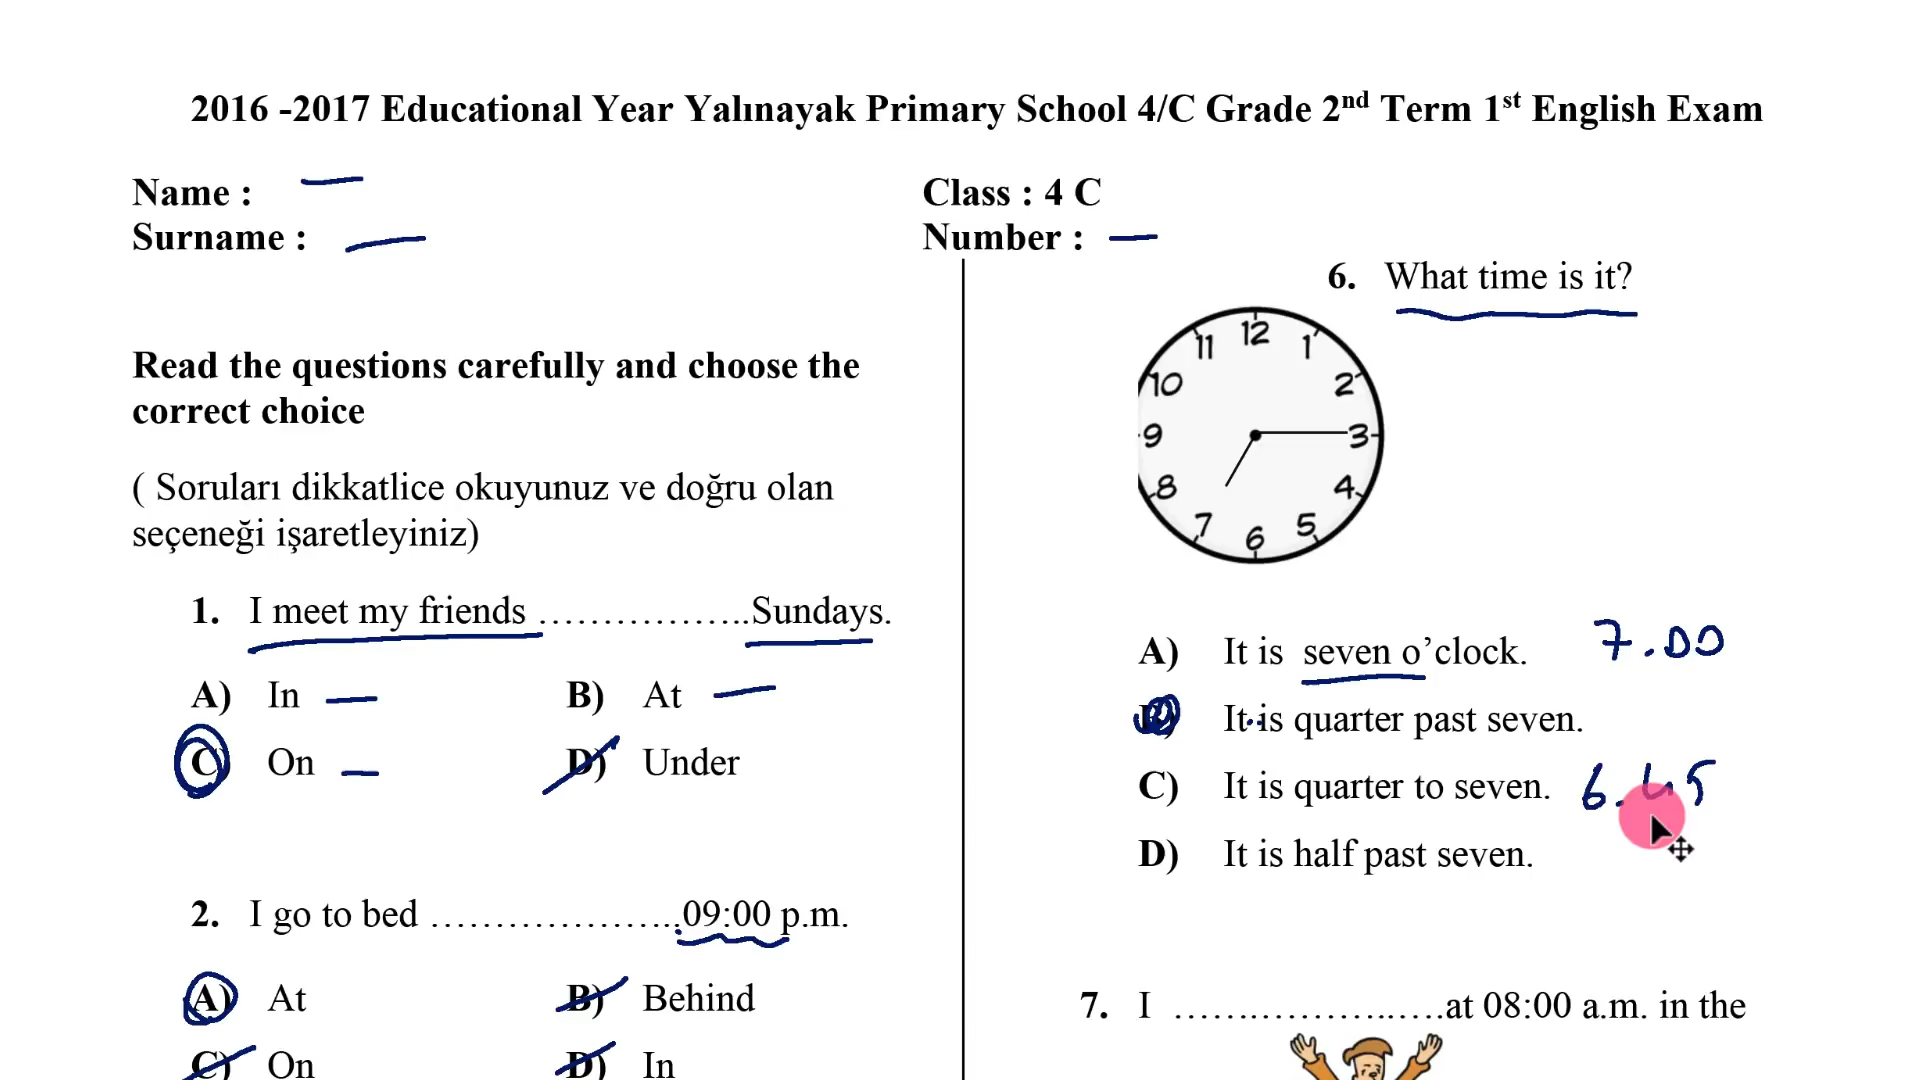 2016 -2017 Educational Year Yalınayak Primary School 4/C Grade 2nd Term 1st English Exam
Name :
Surname :
Class : 4 C
Number :
Read the questions carefully and choose the
correct choice
( Soruları dikkatlice okuyunuz ve doğru olan
seçeneği işaretleyiniz)
1. I meet my friends ……………..Sundays.
A) In B) At
C) On D) Under
2. I go to bed ………………..09:00 p.m.
A) At B) Behind
C) On D) In
6. What time is it?
12
11 1
10 2
9 3
8 4
7 5
6
A) It is seven o’clock. 7.00
It is quarter past seven.
C) It is quarter to seven. 6.45
D) It is half past seven.
7. I ……………..….at 08:00 a.m. in the